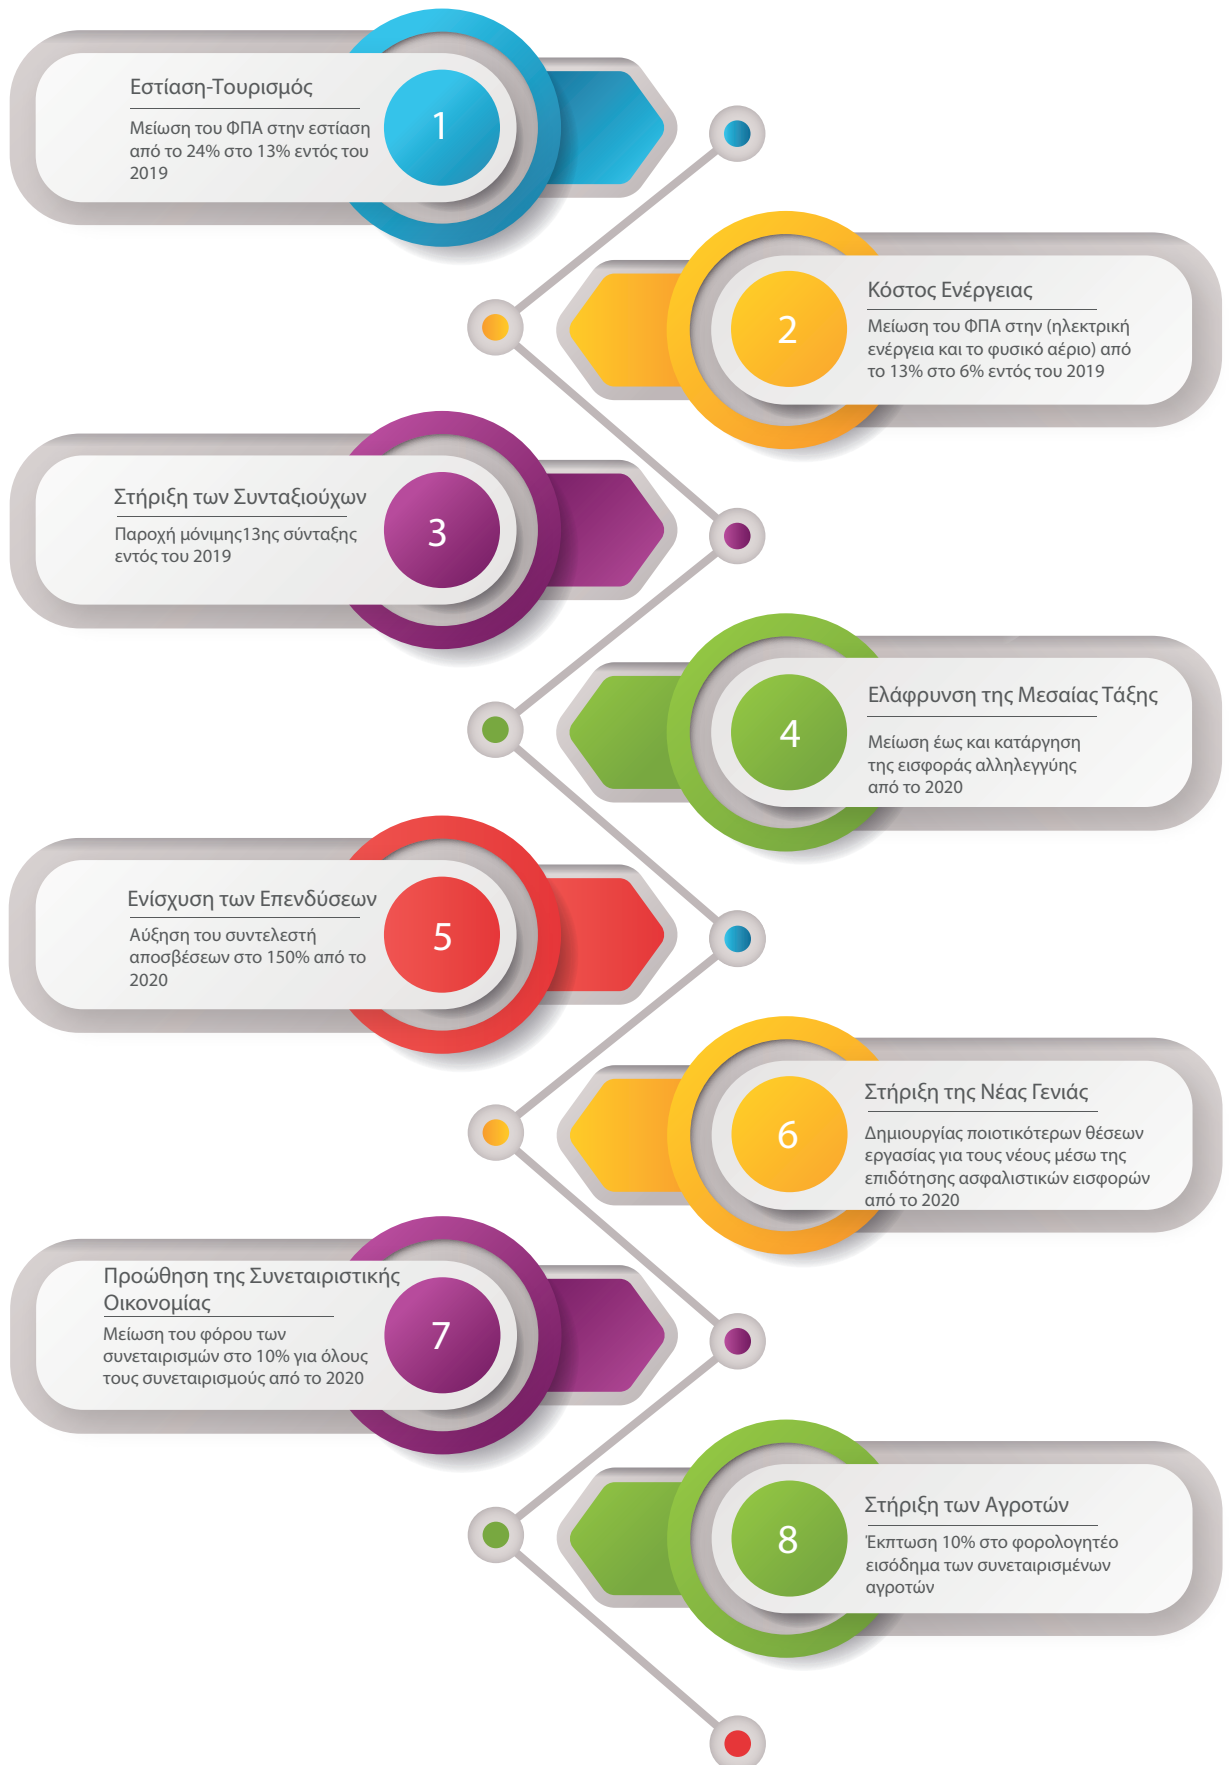 Εστίαση-Τουρισμός
Μείωση του ΦΠΑ στην εστίαση
από το 24% στο 13% εντός του
2019
1
Κόστος Ενέργειας
Μείωση του ΦΠΑ στην (ηλεκτρική
ενέργεια και το φυσικό αέριο) από
το 13% στο 6% εντός του 2019
2
Στήριξη των Συνταξιούχων
Παροχή μόνιμης13ης σύνταξης
εντός του 2019
3
Ελάφρυνση της Μεσαίας Τάξης
Μείωση έως και κατάργηση
της εισφοράς αλληλεγγύης
από το 2020
4
Ενίσχυση των Επενδύσεων
Αύξηση του συντελεστή
αποσβέσεων στο 150% από το
2020
5
Στήριξη της Νέας Γενιάς
Δημιουργίας ποιοτικότερων θέσεων
εργασίας για τους νέους μέσω της
επιδότησης ασφαλιστικών εισφορών
από το 2020
6
Προώθηση της Συνεταιριστικής
Οικονομίας
Μείωση του φόρου των
συνεταιρισμών στο 10% για όλους
τους συνεταιρισμούς από το 2020
7
Στήριξη των Αγροτών
Έκπτωση 10% στο φορολογητέο
εισόδημα των συνεταιρισμένων
αγροτών
8